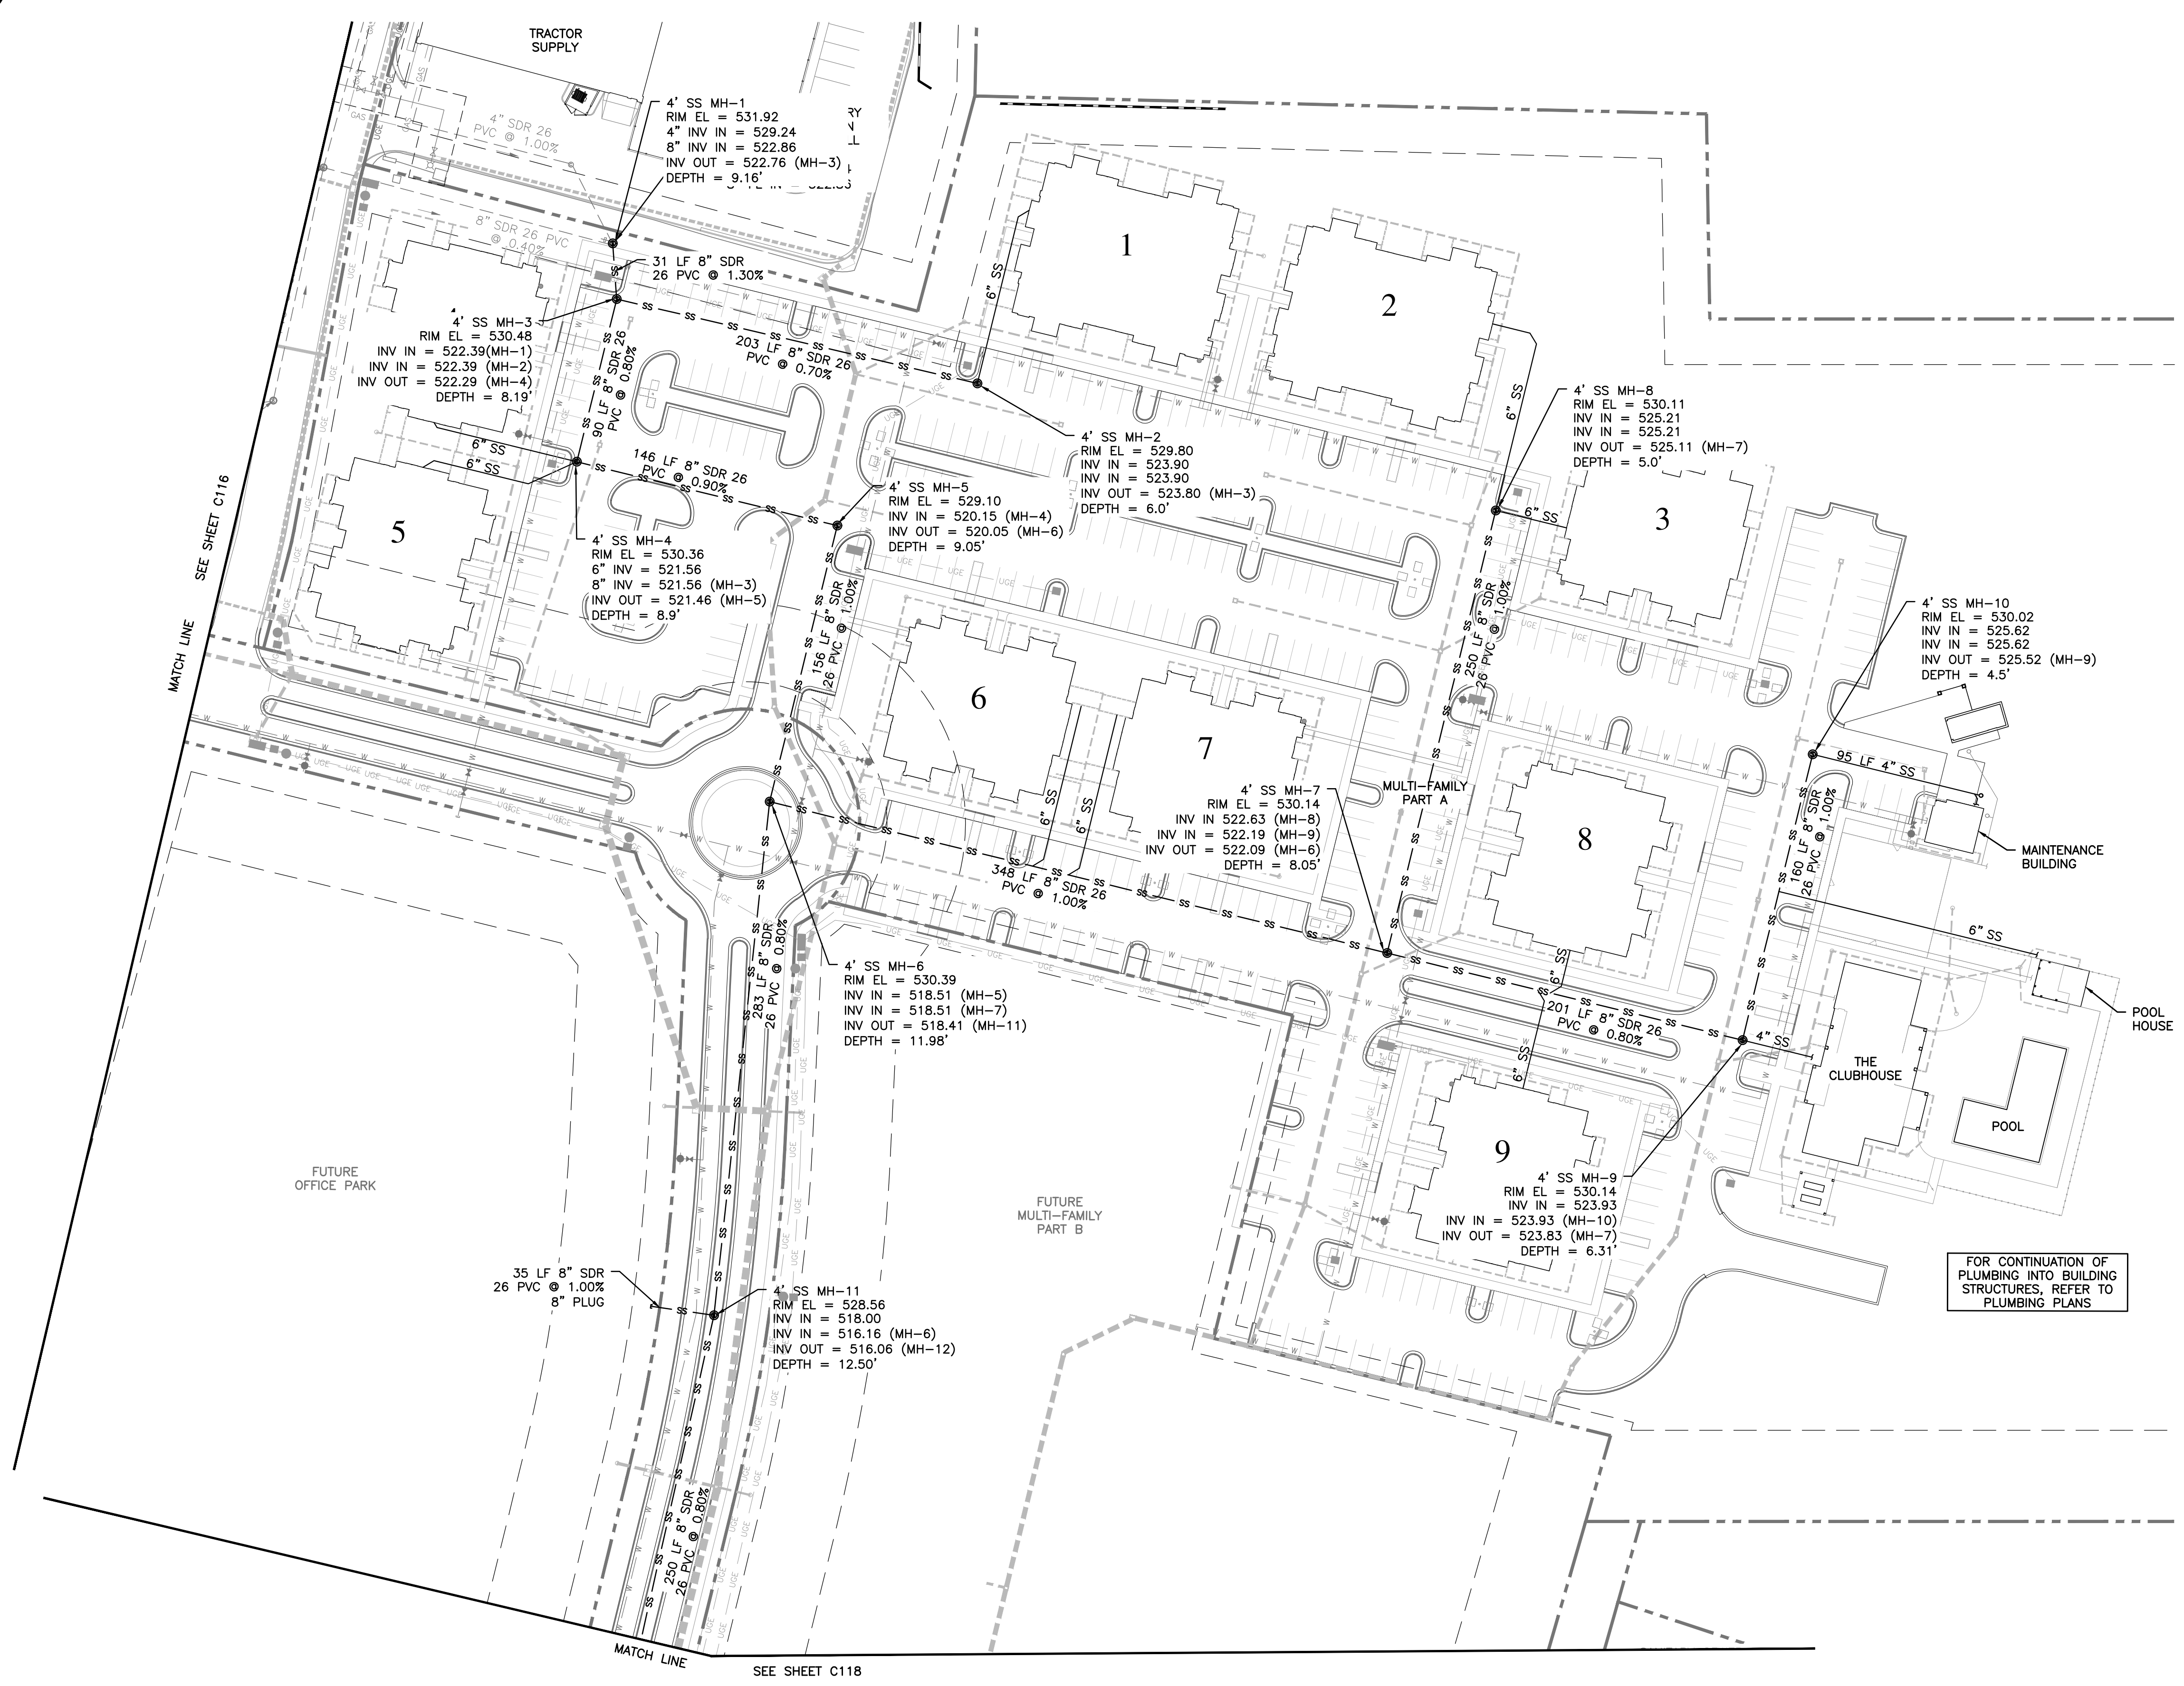 TRACTOR
SUPPLY
4' SS MH-1
RIM EL = 531.92
4" INV IN = 529.24
8" INV IN = 522.86
INV OUT = 522.76 (MH-3)
DEPTH = 9.16'
4" SDR 26
PVC @ 1.00%
8" SDR 26 PVC
@ 0.40%
31 LF 8" SDR
26 PVC @ 1.30%
4' SS MH-3
RIM EL = 530.48
INV IN = 522.39(MH-1)
INV IN = 522.39 (MH-2)
INV OUT = 522.29 (MH-4)
DEPTH = 8.19'
203 LF 8" SDR 26
PVC @ 0.70%
90 LF 8" SDR 26
PVC @ 0.80%
1
2
3
6" SS
6" SS
6" SS
4' SS MH-8
RIM EL = 530.11
INV IN = 525.21
INV IN = 525.21
INV OUT = 525.11 (MH-7)
DEPTH = 5.0'
4' SS MH-2
RIM EL = 529.80
INV IN = 523.90
INV IN = 523.90
INV OUT = 523.80 (MH-3)
DEPTH = 6.0'
6" SS
6" SS
146 LF 8" SDR 26
PVC @ 0.90%
4' SS MH-5
RIM EL = 529.10
INV IN = 520.15 (MH-4)
INV OUT = 520.05 (MH-6)
DEPTH = 9.05'
5
4' SS MH-4
RIM EL = 530.36
6" INV = 521.56
8" INV = 521.56 (MH-3)
INV OUT = 521.46 (MH-5)
DEPTH = 8.9'
MATCH LINE
SEE SHEET C116
156 LF 8" SDR
26 PVC @ 1.00%
250 LF 8" SDR
26 PVC @ 1.00%
4' SS MH-10
RIM EL = 530.02
INV IN = 525.62
INV IN = 525.62
INV OUT = 525.52 (MH-9)
DEPTH = 4.5'
6
7
8
6" SS
6" SS
4' SS MH-7
RIM EL = 530.14
INV 522.63 (MH-8)
INV IN = 522.19 (MH-9)
INV OUT = 522.09 (MH-6)
DEPTH = 8.05'
MULTI-FAMILY
PART A
95 LF 4" SS
160 LF 8" SDR
26 PVC @ 1.00%
MAINTENANCE
BUILDING
348 LF 8" SDR 26
PVC @ 1.00%
283 LF 8" SDR
26 PVC @ 0.80%
4' SS MH-6
RIM EL = 530.39
INV IN = 518.51 (MH-5)
INV IN = 518.51 (MH-7)
INV OUT = 518.41 (MH-11)
DEPTH = 11.98'
6" SS
6" SS
6" SS
201 LF 8" SDR 26
PVC @ 0.80%
4" SS
POOL
HOUSE
THE
CLUBHOUSE
POOL
9
4' SS MH-9
RIM EL = 530.14
INV IN = 523.93
INV IN = 523.93 (MH-10)
INV OUT = 523.83 (MH-7)
DEPTH = 6.31'
FUTURE
OFFICE PARK
FUTURE
MULTI-FAMILY
PART B
35 LF 8" SDR
26 PVC @ 1.00%
8" PLUG
4' SS MH-11
RIM EL = 528.56
INV IN = 518.00
INV IN = 516.16 (MH-6)
INV OUT = 516.06 (MH-12)
DEPTH = 12.50'
FOR CONTINUATION OF
PLUMBING INTO BUILDING
STRUCTURES, REFER TO
PLUMBING PLANS
250 LF 8" SDR
26 PVC @ 0.80%
MATCH LINE
SEE SHEET C118